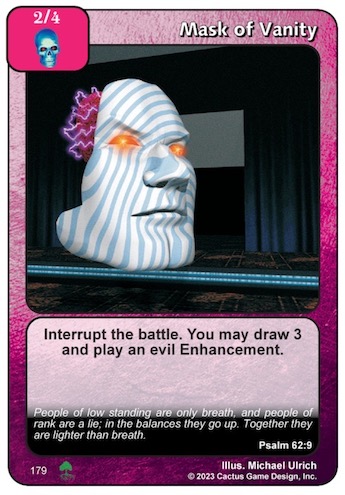 2/4
Mask of Vanity
Interrupt the battle. You may draw 3
and play an evil Enhancement.
People of low standing are only breath, and people of
rank are a lie; in the balances they go up. Together they
are lighter than breath.
Psalm 62:9
179
Illus. Michael Ulrich
© 2023 Cactus Game Design, Inc.